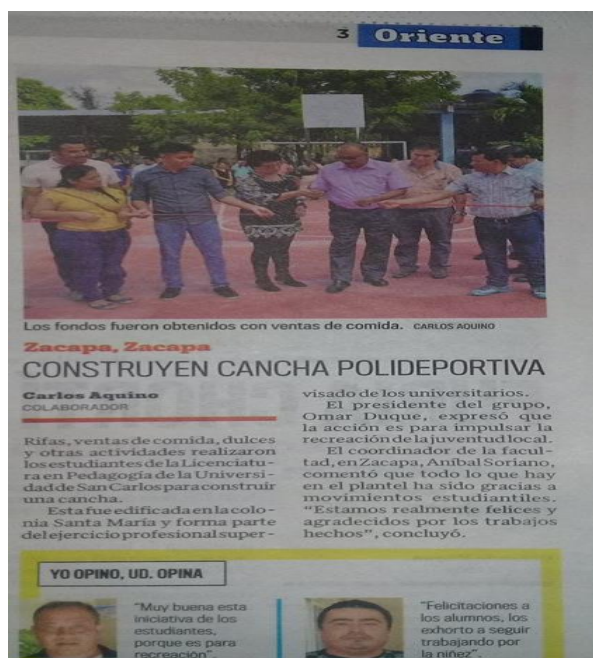 3 Oriente
Los fondos fueron obtenidos con ventas de comida. CARLOS AQUINO
Zacapa, Zacapa
CONSTRUYEN CANCHA POLIDEPORTIVA
Carlos Aquino
COLABORADOR
Rifas, ventas de comida, dulces
y otras actividades realizaron
los estudiantes de la Licenciatu-
ra en Pedagogía de la Universi-
dad de San Carlos para construir
una cancha.
Esta fue edificada en la colo-
nia Santa María y forma parte
del ejercicio profesional super-
visado de los universitarios.
El presidente del grupo,
Omar Duque, expresó que
la acción es para impulsar la
recreación de la juventud local.
El coordinador de la facul-
tad, en Zacapa, Aníbal Soriano,
comentó que todo lo que hay
en el plantel ha sido gracias a
movimientos estudiantiles.
“Estamos realmente felices y
agradecidos por los trabajos
hechos”, concluyó.
YO OPINO, UD. OPINA
“Muy buena esta
iniciativa de los
estudiantes,
porque es para
recreación”.
“Felicitaciones a
los alumnos, los
exhorto a seguir
trabajando por
la niñez”.